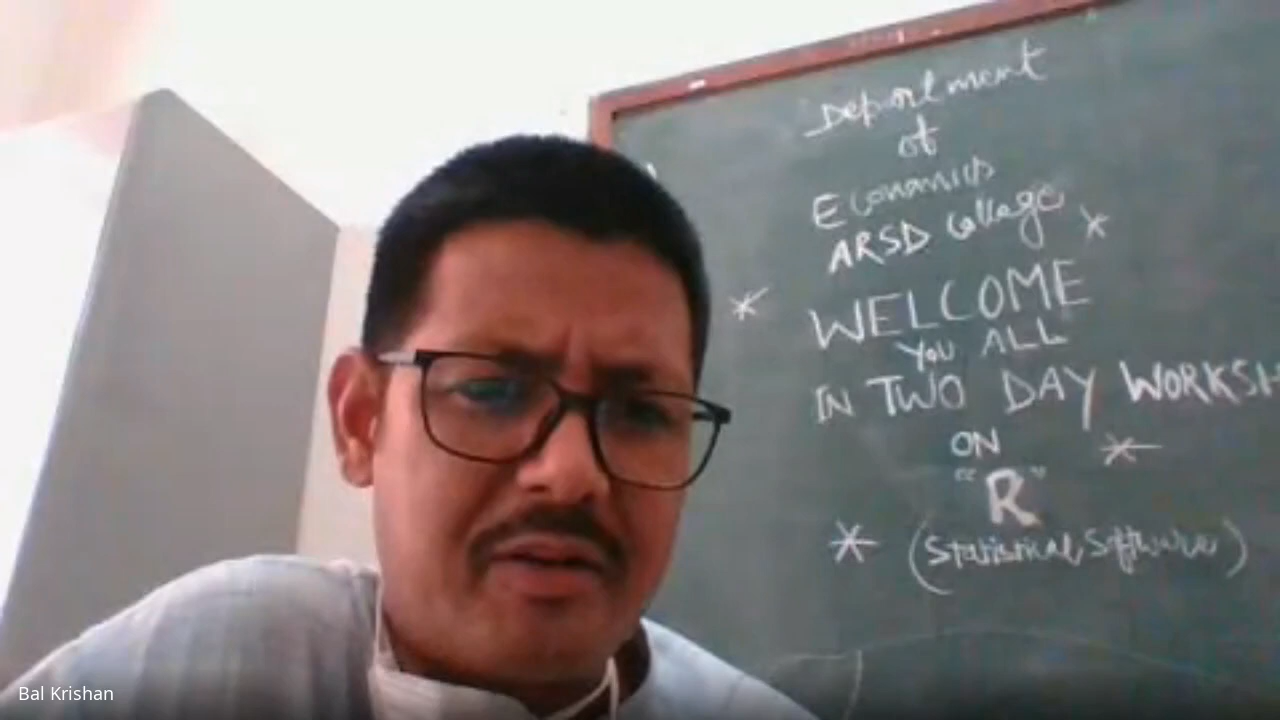 Department
of
Economics
ARSD College
WELCOME
YOU ALL
IN TWO DAY WORKSH
ON
"R"
(Statistical Software)
Bal Krishan